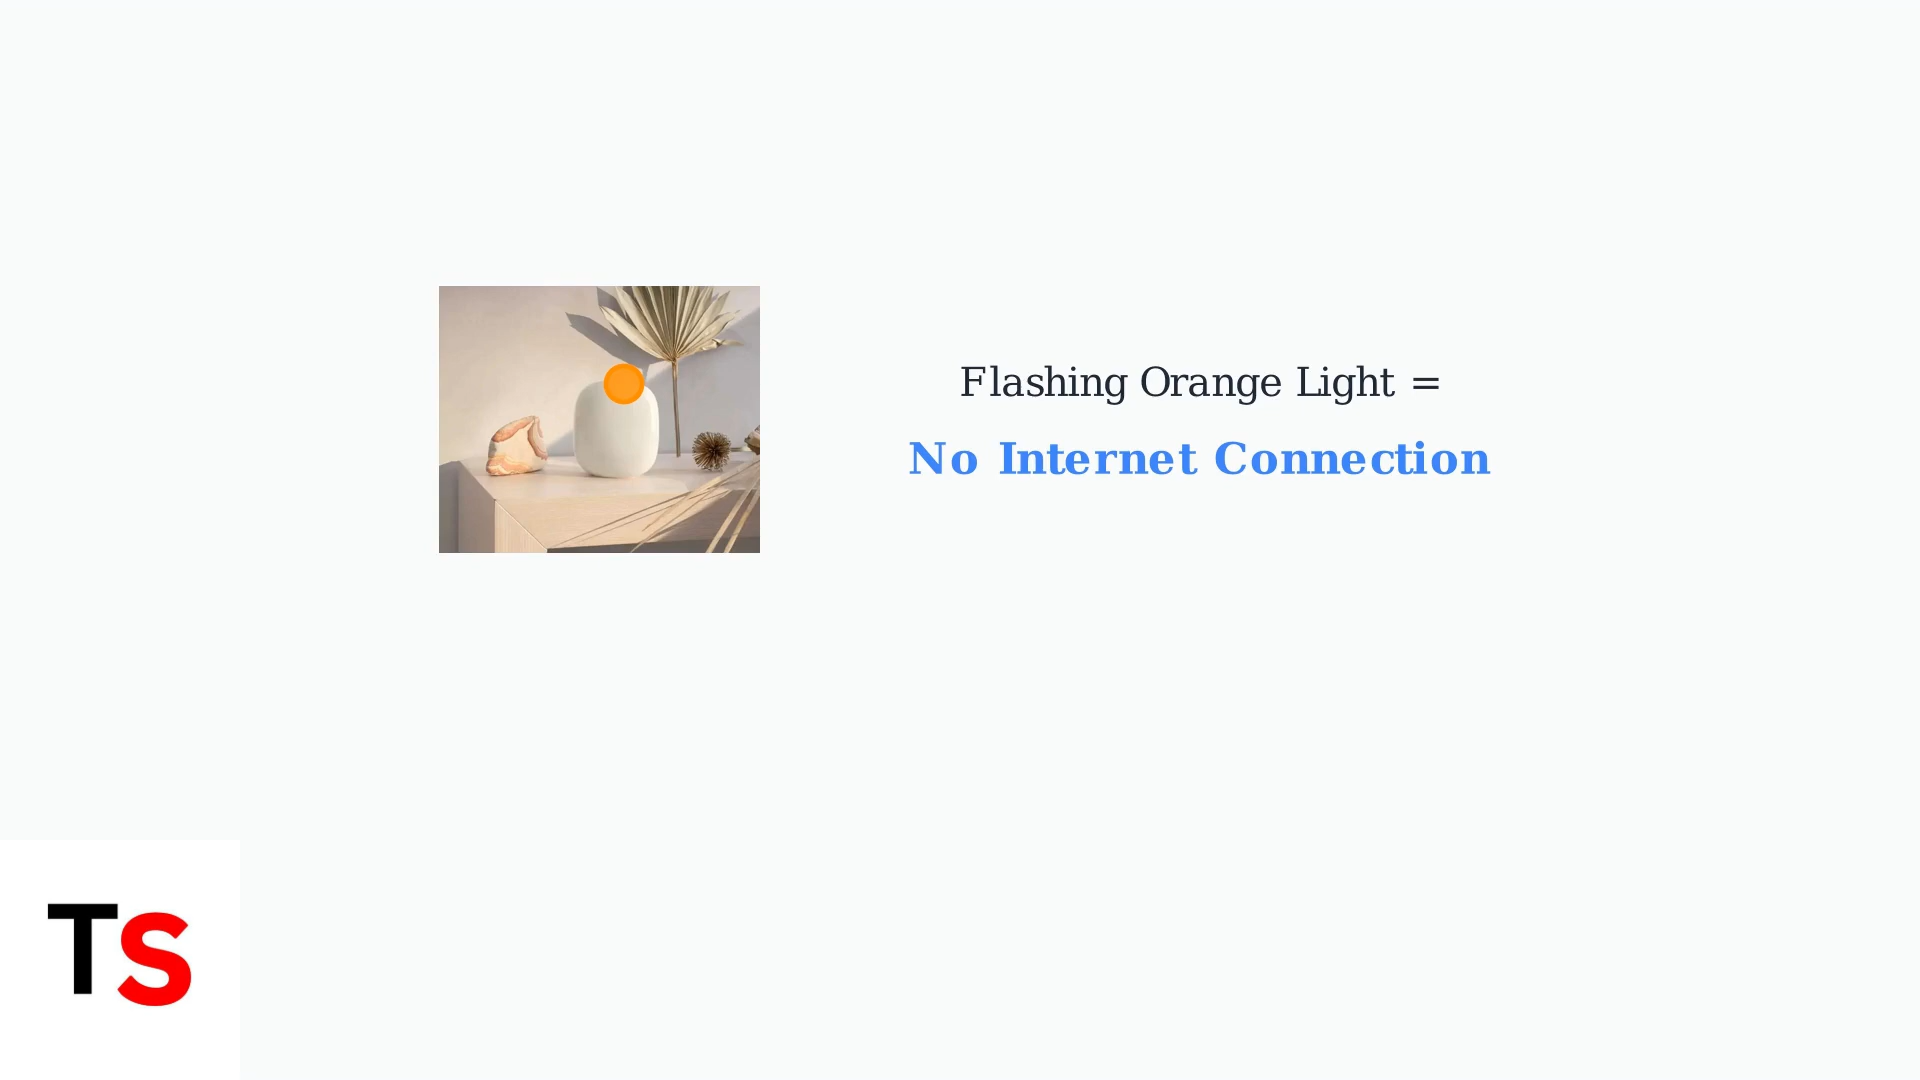 Flashing Orange Light =
No Internet Connection
TS